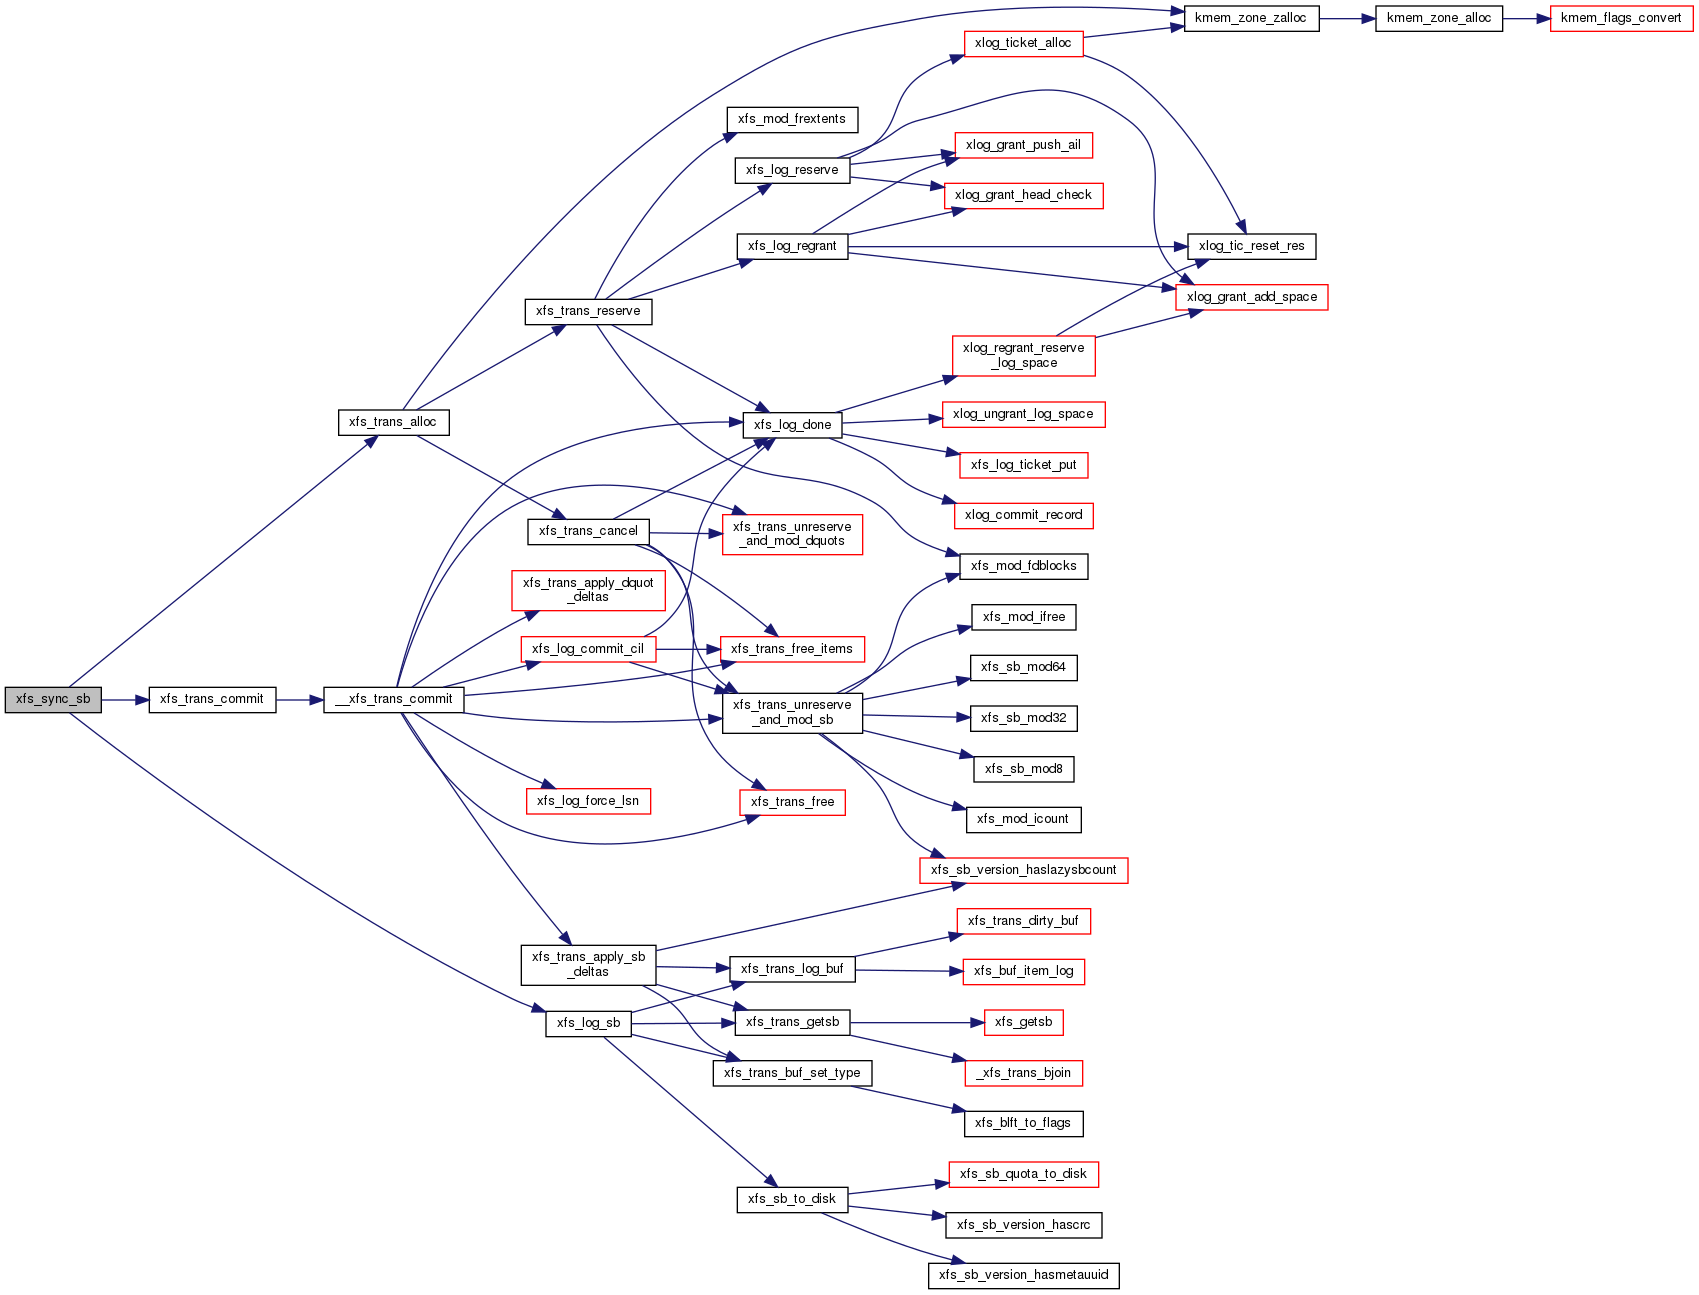 kmem_zone_zalloc
kmem_zone_alloc
kmem_flags_convert
xlog_ticket_alloc
xfs_mod_frextents
xlog_grant_push_ail
xfs_log_reserve
xlog_grant_head_check
xfs_log_regrant
xlog_tic_reset_res
xlog_grant_add_space
xfs_trans_reserve
xlog_regrant_reserve
_log_space
xfs_trans_alloc
xfs_log_done
xlog_ungrant_log_space
xfs_log_ticket_put
xlog_commit_record
xfs_trans_cancel
xfs_trans_unreserve
_and_mod_dquots
xfs_mod_fdblocks
xfs_trans_apply_dquot
_deltas
xfs_mod_ifree
xfs_log_commit_cil
xfs_trans_free_items
xfs_sb_mod64
xfs_sync_sb
xfs_trans_commit
__xfs_trans_commit
xfs_trans_unreserve
_and_mod_sb
xfs_sb_mod32
xfs_sb_mod8
xfs_log_force_lsn
xfs_trans_free
xfs_mod_icount
xfs_sb_version_haslazysbcount
xfs_trans_dirty_buf
xfs_trans_apply_sb
_deltas
xfs_trans_log_buf
xfs_buf_item_log
xfs_log_sb
xfs_trans_getsb
xfs_getsb
xfs_trans_buf_set_type
_xfs_trans_bjoin
xfs_blft_to_flags
xfs_sb_quota_to_disk
xfs_sb_to_disk
xfs_sb_version_hascrc
xfs_sb_version_hasmetauuid